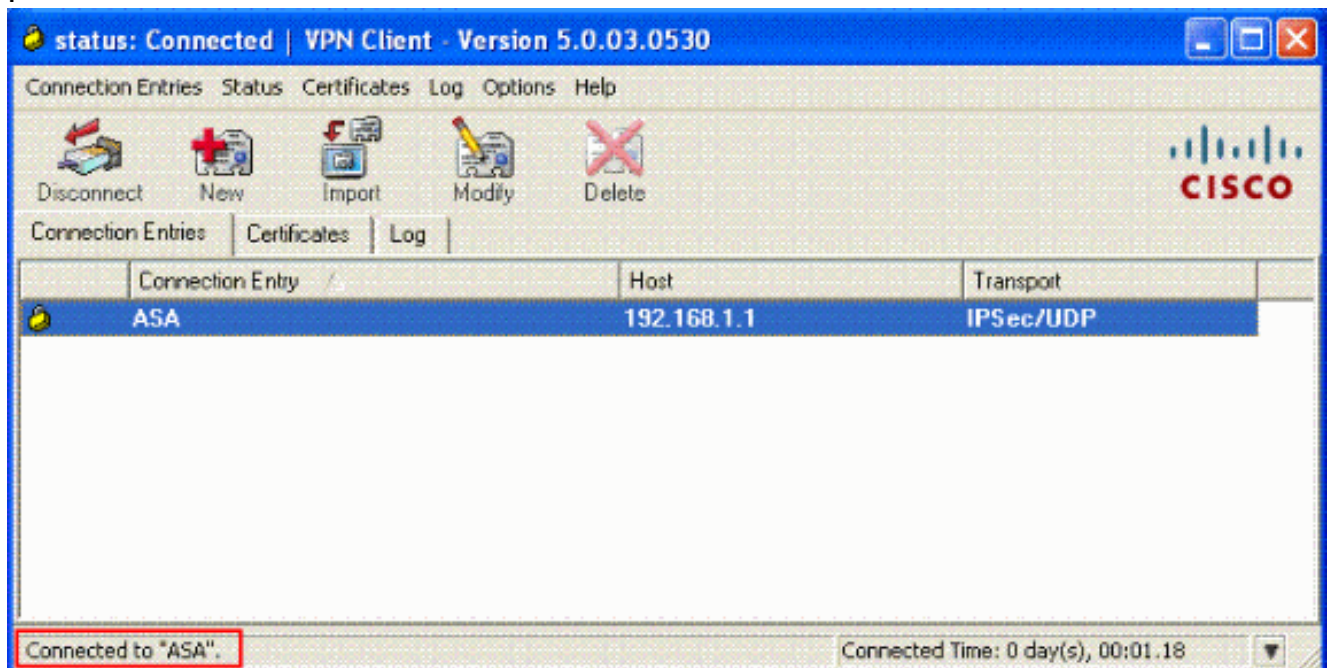 status: Connected | VPN Client - Version 5.0.03.0530
Connection Entries Status Certificates Log Options Help
Disconnect New Import Modify Delete
CISCO
Connection Entries Certificates Log
Connection Entry Host Transport
ASA 192.168.1.1 IPSec/UDP
Connected to "ASA". Connected Time: 0 day(s), 00:01.18